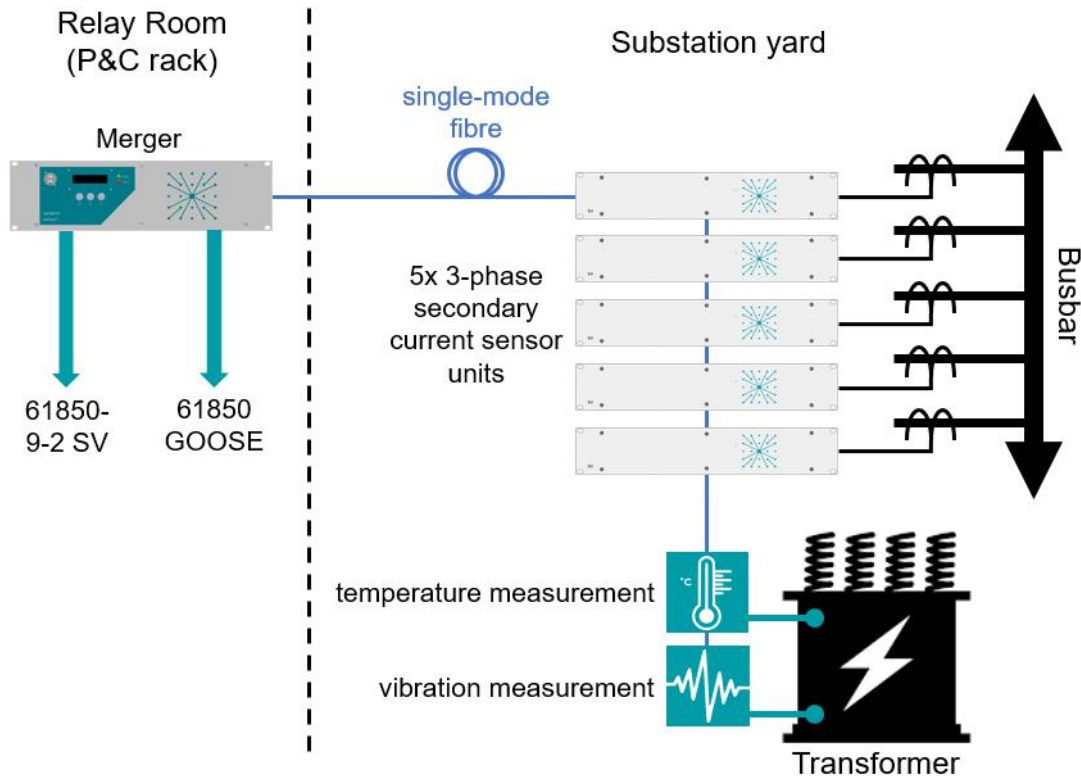 Relay Room
(P&C rack)
Substation yard
single-mode
fibre
Merger
5x 3-phase
secondary
current sensor
units
Busbar
61850-
9-2 SV
61850
GOOSE
°C
temperature measurement
vibration measurement
Transformer